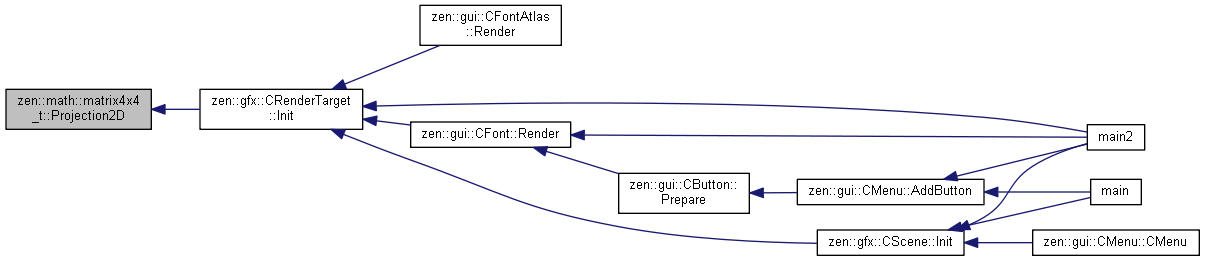 zen::math::matrix4x4
_t::Projection2D
zen::gfx::CRenderTarget
::Init
zen::gui::CFontAtlas
::Render
zen::gui::CFont::Render
zen::gui::CButton::
Prepare
zen::gui::CMenu::AddButton
zen::gfx::CScene::Init
main2
main
zen::gui::CMenu::CMenu